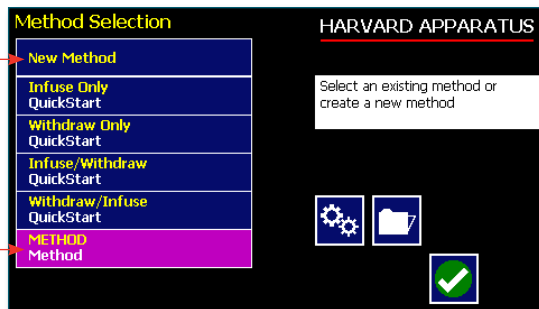 Method Selection
New Method
Infuse Only
QuickStart
Withdraw Only
QuickStart
Infuse/Withdraw
QuickStart
Withdraw/Infuse
QuickStart
METHOD
Method
HARVARD APPARATUS
Select an existing method or
create a new method